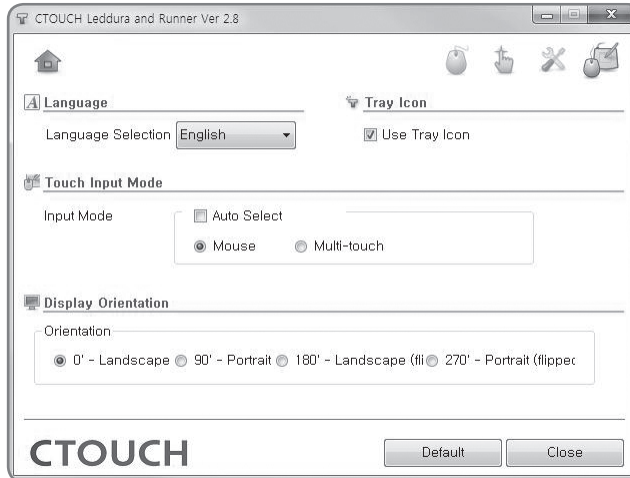 CTOUCH Leddura and Runner Ver 2.8
A Language
Tray Icon
Language Selection English
Use Tray Icon
Touch Input Mode
Input Mode
Auto Select
Mouse Multi-touch
Display Orientation
Orientation
0' - Landscape 90' - Portrait 180' - Landscape (fli 270' - Portrait (flipped
CTOUCH
Default Close